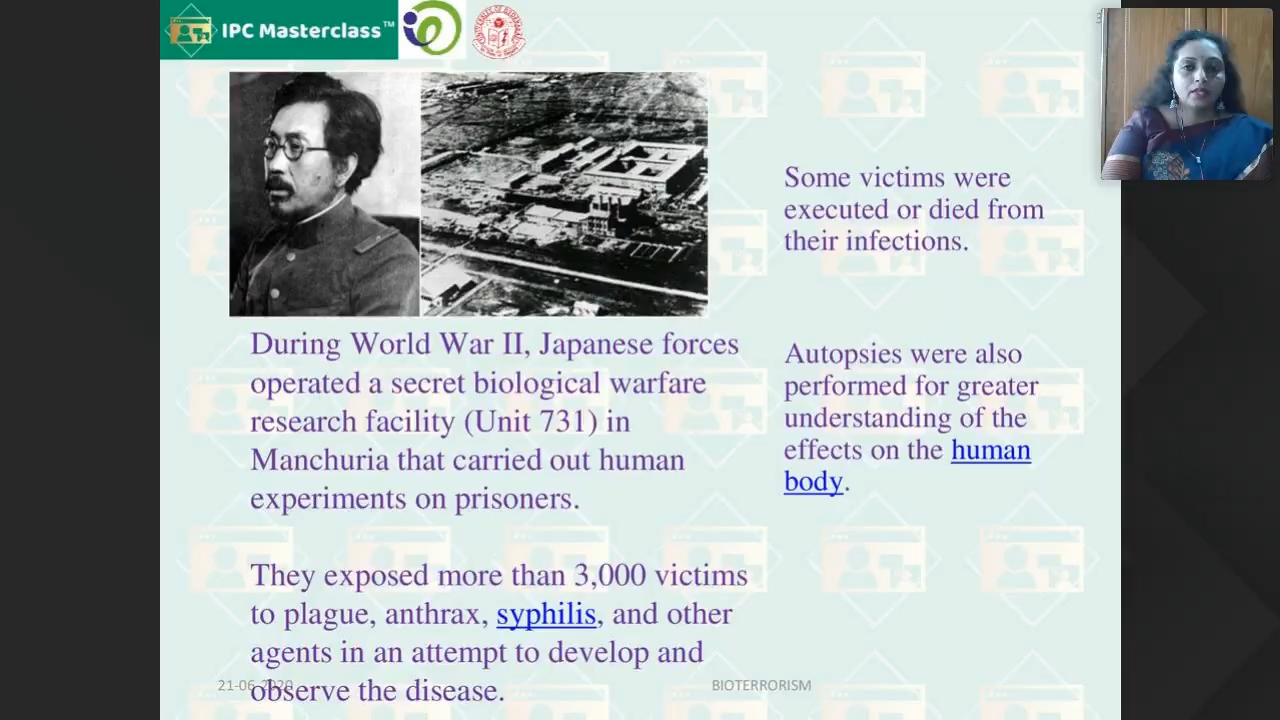 IPC Masterclass™
During World War II, Japanese forces
operated a secret biological warfare
research facility (Unit 731) in
Manchuria that carried out human
experiments on prisoners.
They exposed more than 3,000 victims
to plague, anthrax, syphilis, and other
agents in an attempt to develop and
observe the disease.
Some victims were
executed or died from
their infections.
Autopsies were also
performed for greater
understanding of the
effects on the human
body.
21-06-2020
BIOTERRORISM